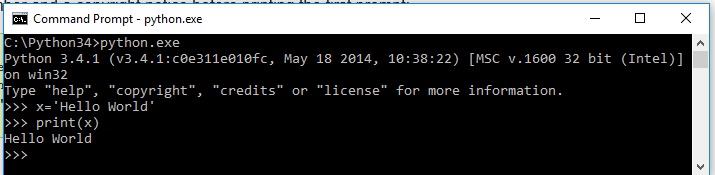 Command Prompt - python.exe
C:\Python34>python.exe
Python 3.4.1 (v3.4.1:c0e311e010fc, May 18 2014, 10:38:22) [MSC v.1600 32 bit (Intel)]
on win32
Type "help", "copyright", "credits" or "license" for more information.
>>> x='Hello World'
>>> print(x)
Hello World
>>>